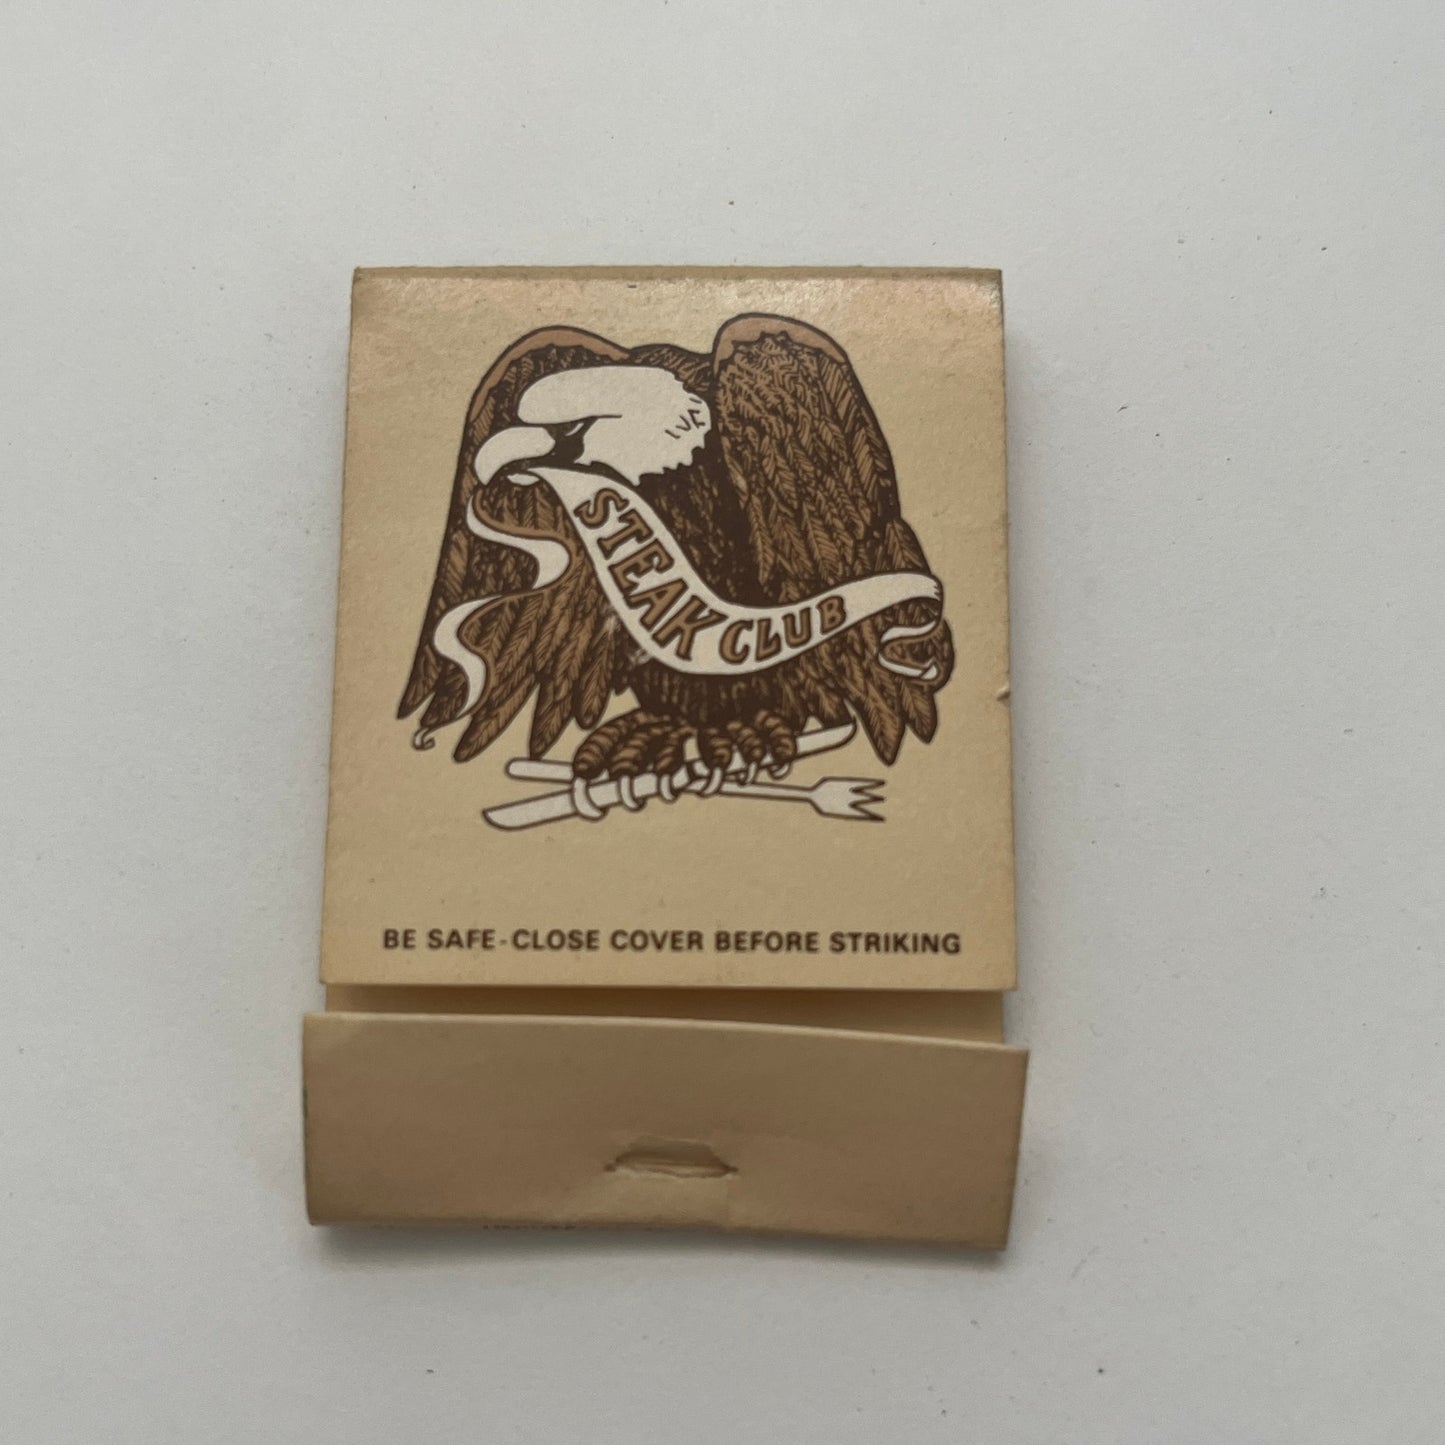 STEAK CLUB
BE SAFE-CLOSE COVER BEFORE STRIKING